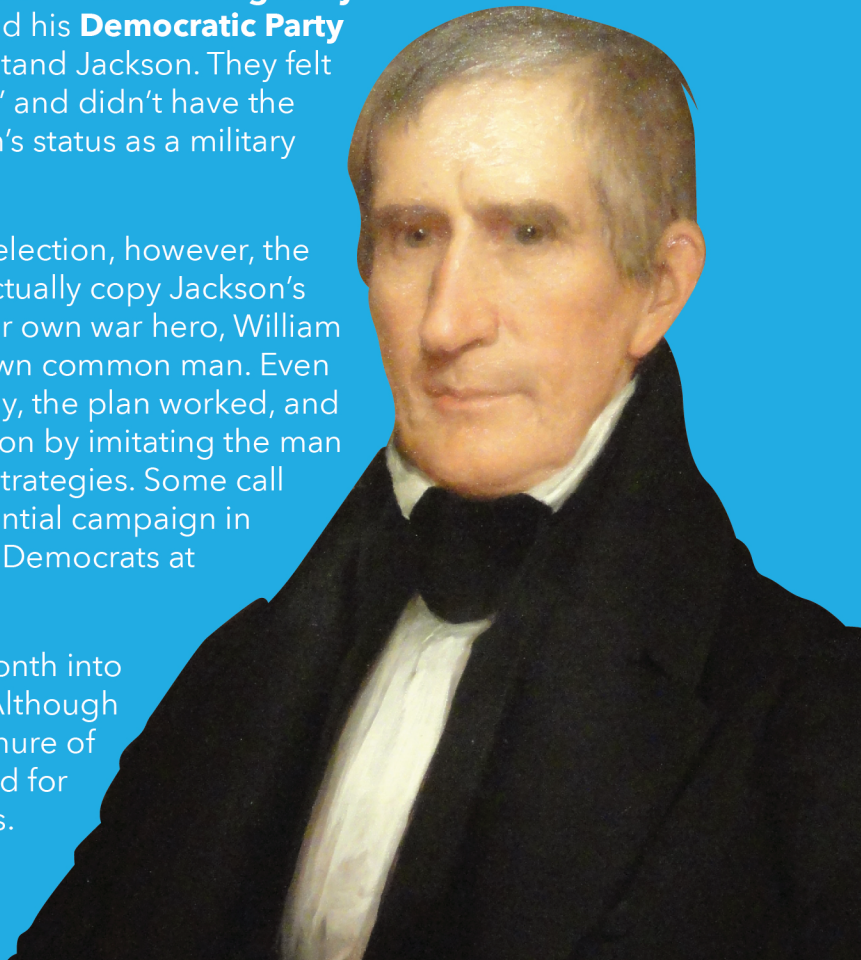 d his Democratic Party
tand Jackson. They felt
” and didn’t have the
’s status as a military
election, however, the
ctually copy Jackson’s
r own war hero, William
wn common man. Even
y, the plan worked, and
on by imitating the man
trategies. Some call
ntial campaign in
Democrats at
onth into
Although
nure of
d for
s.